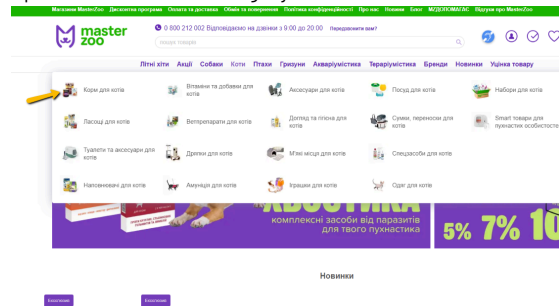 Магазини MasterZoo Дисконтна програма Оплата та доставка Обмін та повернення Політика конфіденційності Про нас Новини Блог МЗДОПОМАГАЄ Відгуки про MasterZoo
master zoo
0 800 212 002 Відповідаємо на дзвінки з 9:00 до 20:00 Передзвонити вам?
пошук товарів
Літні хіти Акції Собаки Коти Птахи Гризуни Акваріумістика Тераріумістика Бренди Новинки Уцінка товару
Корм для котів
Вітаміни та добавки для котів
Аксесуари для котів
Посуд для котів
Набори для котів
Ласощі для котів
Ветпрепарати для котів
Догляд та гігієна для котів
Сумки, переноски для котів
Smart товари для пухнастих особистостей
Туалети та аксесуари для котів
Дряпки для котів
М'які місця для котів
Спецзасоби для котів
Наповнювач для котів
Амуніція для котів
Іграшки для котів
Одяг для котів
комплексні засоби від паразитів
для твого пухнастика
5% 7% 10
Новинки
Ексклюзив
Ексклюзив